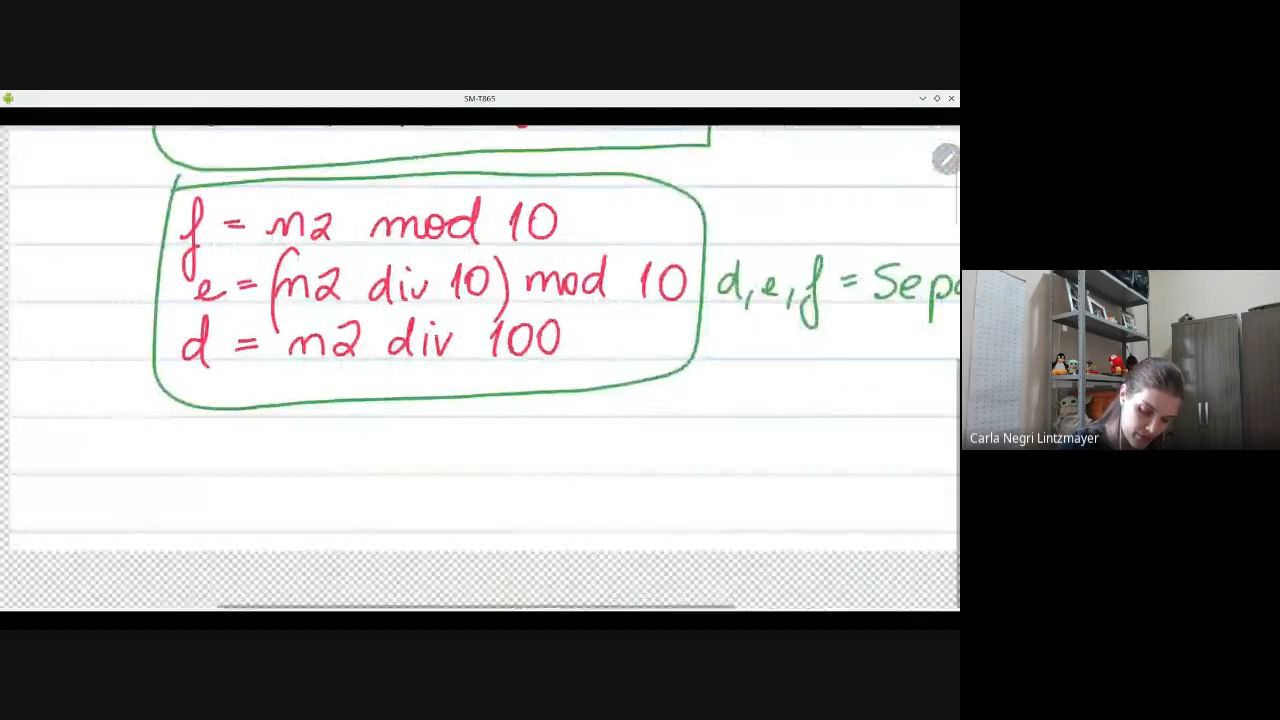 SM-T865
f = n2 mod 10
e = (n2 div 10) mod 10
d, e, f = Sepa
d = n2 div 100
Carla Negri Lintzmayer